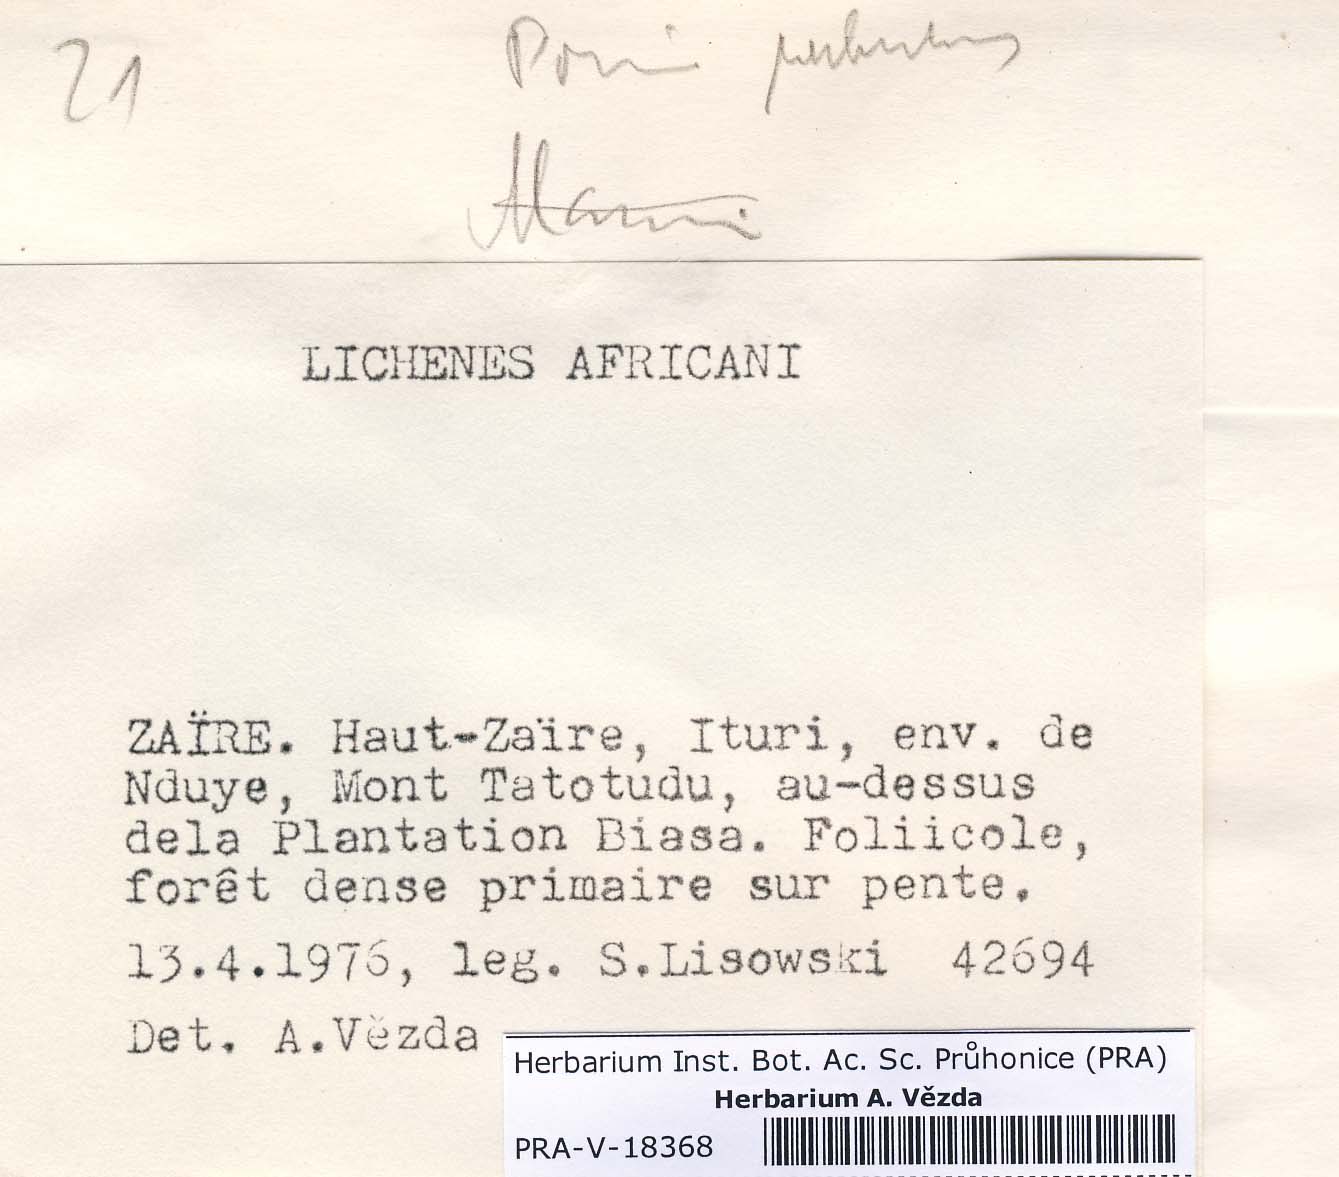 21
LICHENES AFRICANI
ZAÏRE. Haut-Zaïre, Ituri, env. de
Nduye, Mont Tatotudu, au-dessus
dela Plantation Biasa. Foliicole,
forêt dense primaire sur pente.
13.4.1976, leg. S.Lisowski 42694
Det. A.Vězda
Herbarium Inst. Bot. Ac. Sc. Průhonice (PRA)
Herbarium A. Vězda
PRA-V-18368